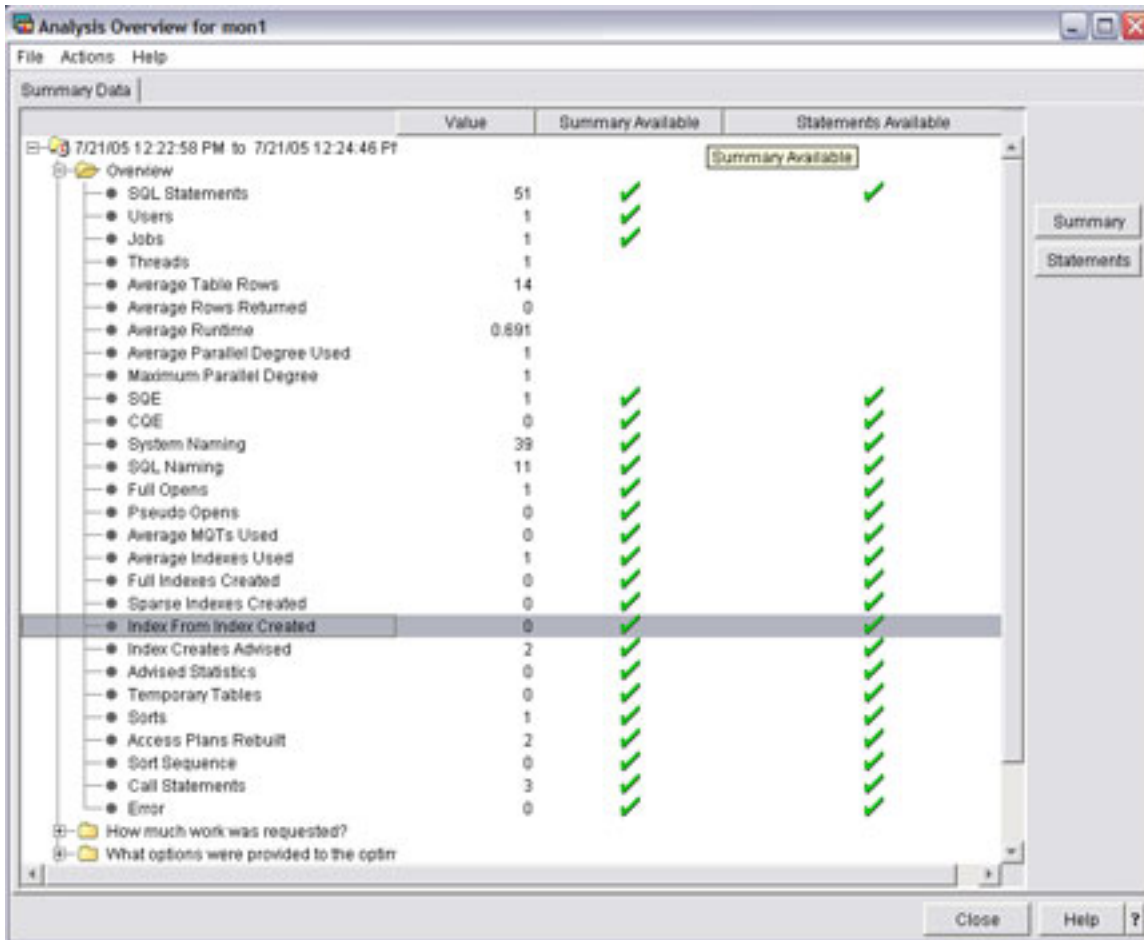 Analysis Overview for mon1
File Actions Help
Summary Data
Value Summary Available Statements Available
7/21/05 12:22:58 PM to 7/21/05 12:24:46 PM
Summary Available
Overview
SQL Statements 51
Users 1
Jobs 1
Threads 1
Average Table Rows 14
Average Rows Returned 0
Average Runtime 0.691
Average Parallel Degree Used 1
Maximum Parallel Degree 1
SQE 1
CQE 0
System Naming 39
SQL Naming 11
Full Opens 1
Pseudo Opens 0
Average MQTs Used 0
Average Indexes Used 1
Full Indexes Created 0
Sparse Indexes Created 0
Index From Index Created 0
Index Creates Advised 2
Advised Statistics 0
Temporary Tables 0
Sorts 1
Access Plans Rebuilt 2
Sort Sequence 0
Call Statements 3
Error 0
How much work was requested?
What options were provided to the optim
Summary
Statements
Close Help ?